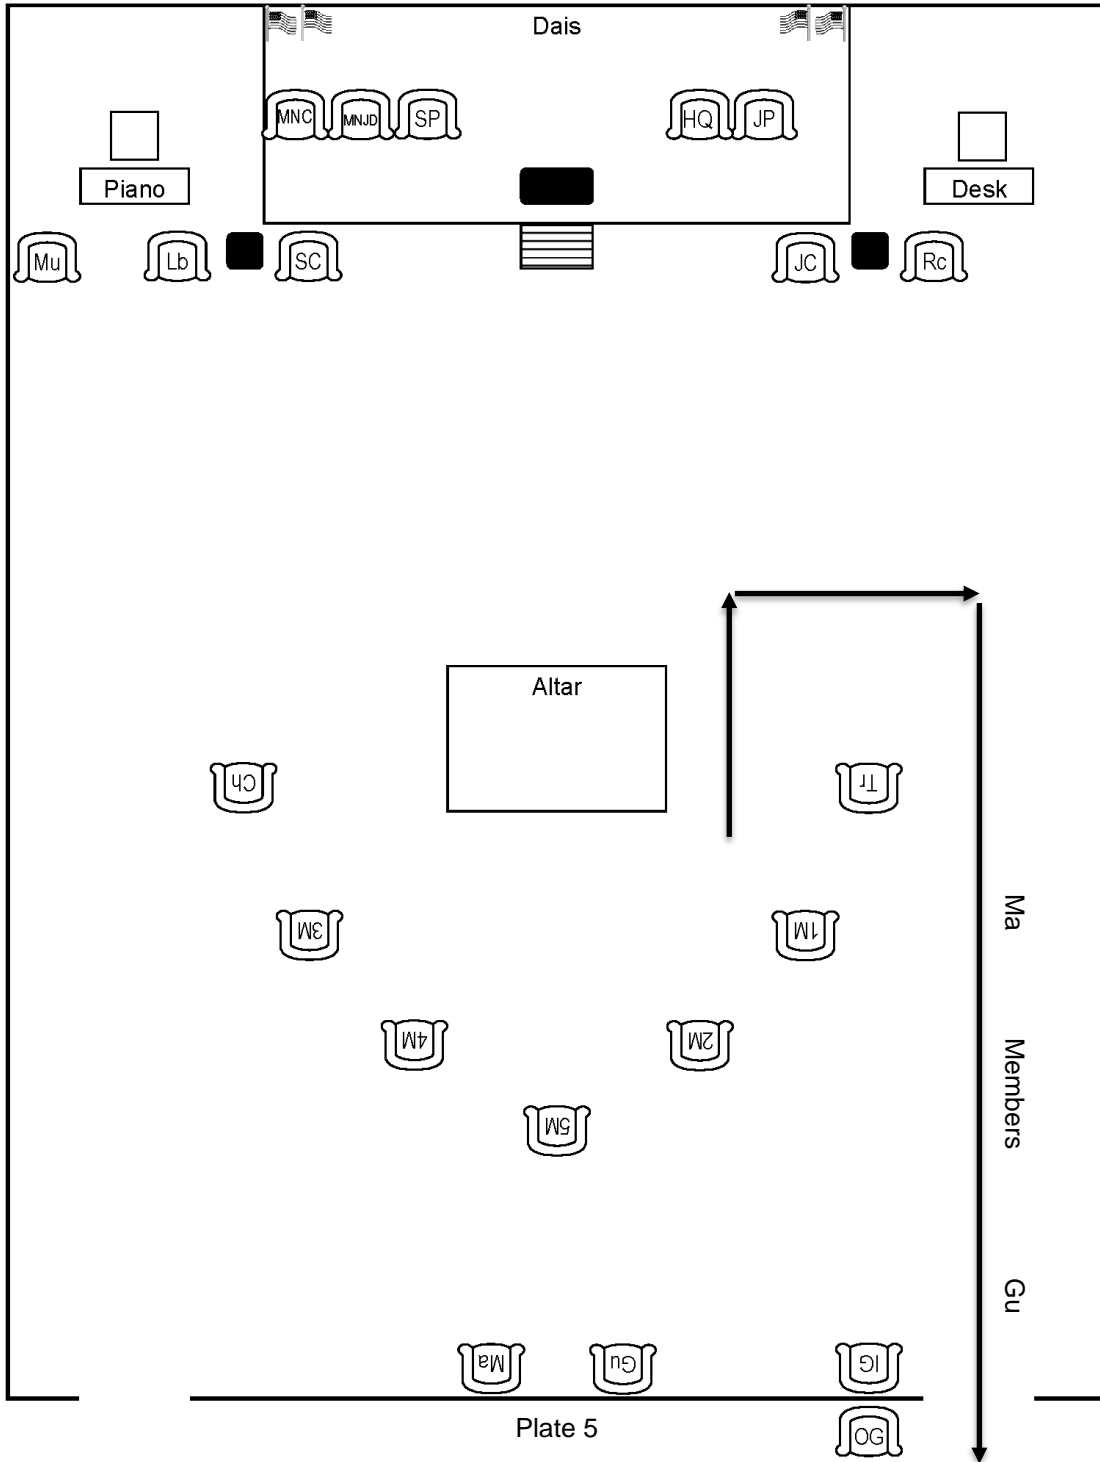 Dais
MNC
MNJD
SP
HQ
JP
Piano
Desk
Mu
Lb
SC
JC
Rc
Altar
Ch
Tr
Ma
3M
1M
4M
2M
Members
5M
Gu
Ma
Gu
IG
Plate 5
OG